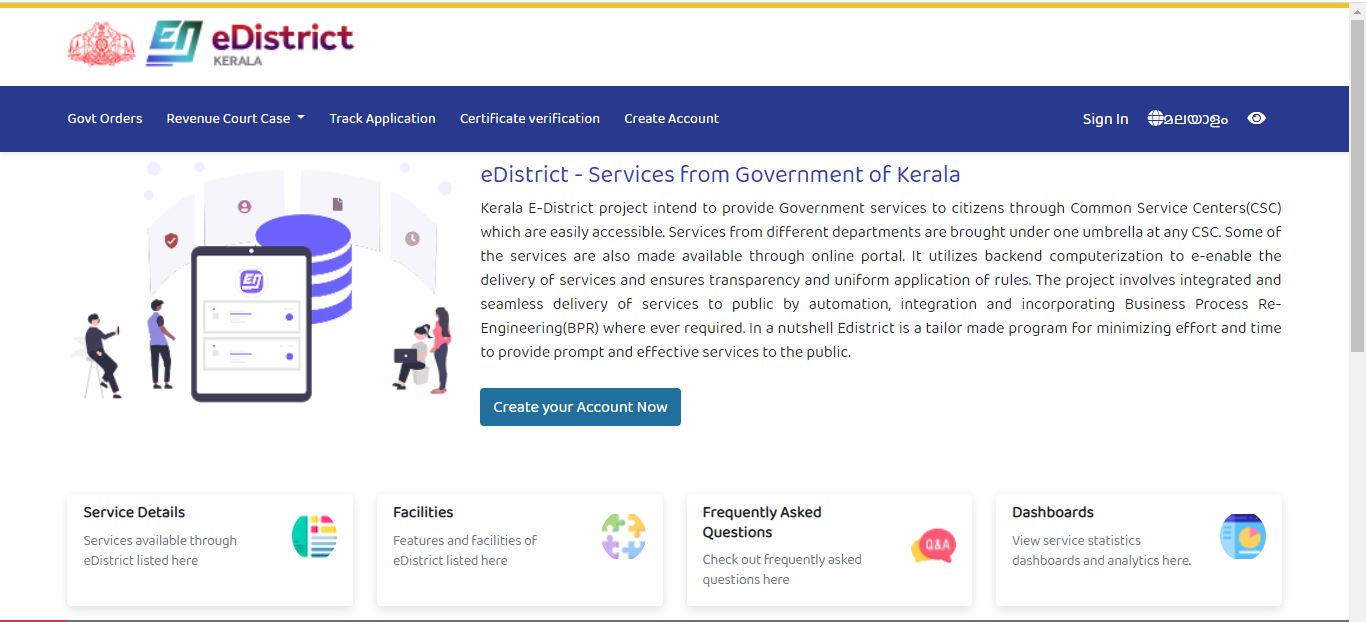 eDistrict
KERALA
Govt Orders Revenue Court Case Track Application Certificate verification Create Account Sign In മലയാളം
eDistrict - Services from Government of Kerala
Kerala E-District project intend to provide Government services to citizens through Common Service Centers(CSC)
which are easily accessible. Services from different departments are brought under one umbrella at any CSC. Some of
the services are also made available through online portal. It utilizes backend computerization to e-enable the
delivery of services and ensures transparency and uniform application of rules. The project involves integrated and
seamless delivery of services to public by automation, integration and incorporating Business Process Re-
Engineering(BPR) where ever required. In a nutshell Edistrict is a tailor made program for minimizing effort and time
to provide prompt and effective services to the public.
Create your Account Now
Service Details
Services available through
eDistrict listed here
Facilities
Features and facilities of
eDistrict listed here
Frequently Asked
Questions
Check out frequently asked
questions here
Q&A
Dashboards
View service statistics
dashboards and analytics here.